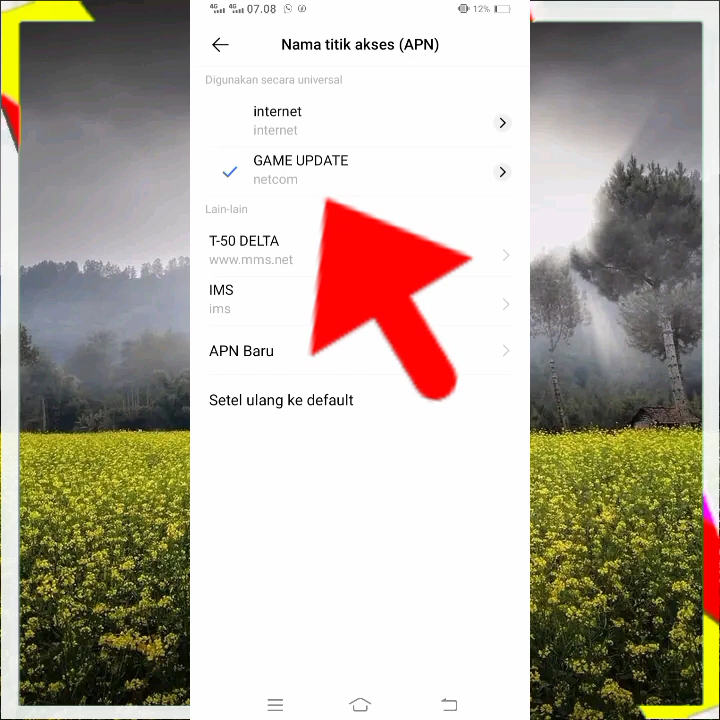 4G 4G 07.08 12%
Nama titik akses (APN)
Digunakan secara universal
internet
internet
GAME UPDATE
netcom
Lain-lain
T-50 DELTA
www.mms.net
IMS
ims
APN Baru
Setel ulang ke default